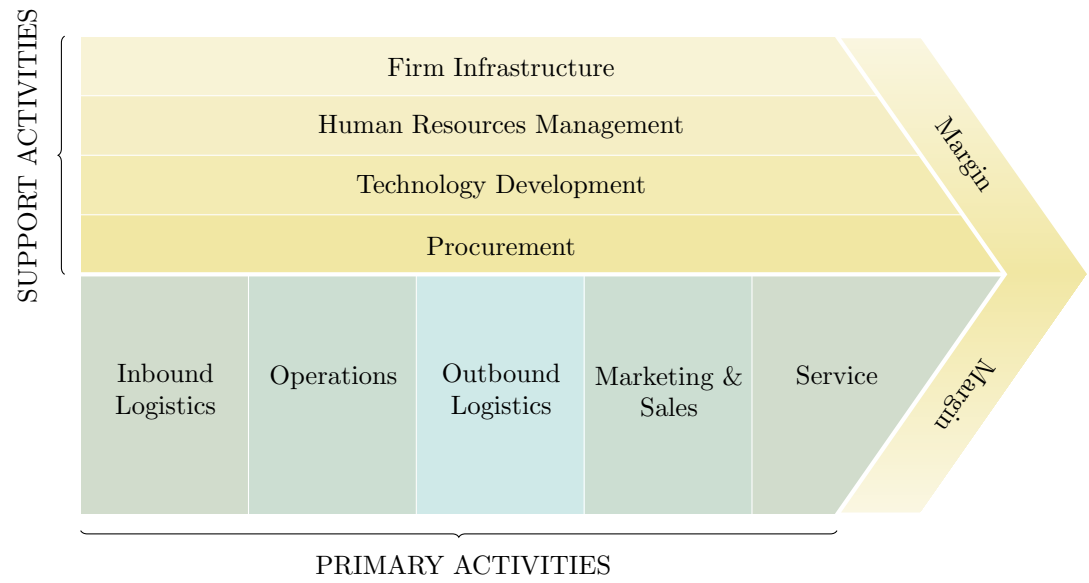 SUPPORT ACTIVITIES
Firm Infrastructure
Human Resources Management
Technology Development
Procurement
Margin
Inbound
Logistics
Operations
Outbound
Logistics
Marketing &
Sales
Service
Margin
PRIMARY ACTIVITIES